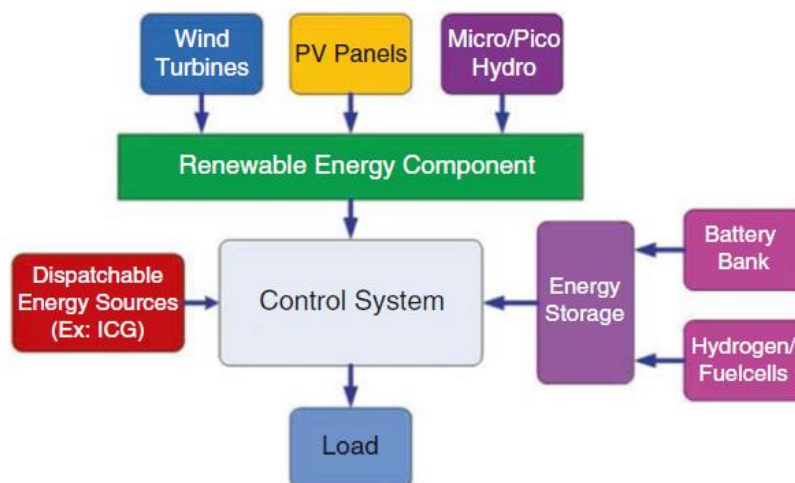 Wind
Turbines
PV Panels
Micro/Pico
Hydro
Renewable Energy Component
Dispatchable
Energy Sources
(Ex: ICG)
Control System
Energy
Storage
Battery
Bank
Hydrogen/
Fuelcells
Load